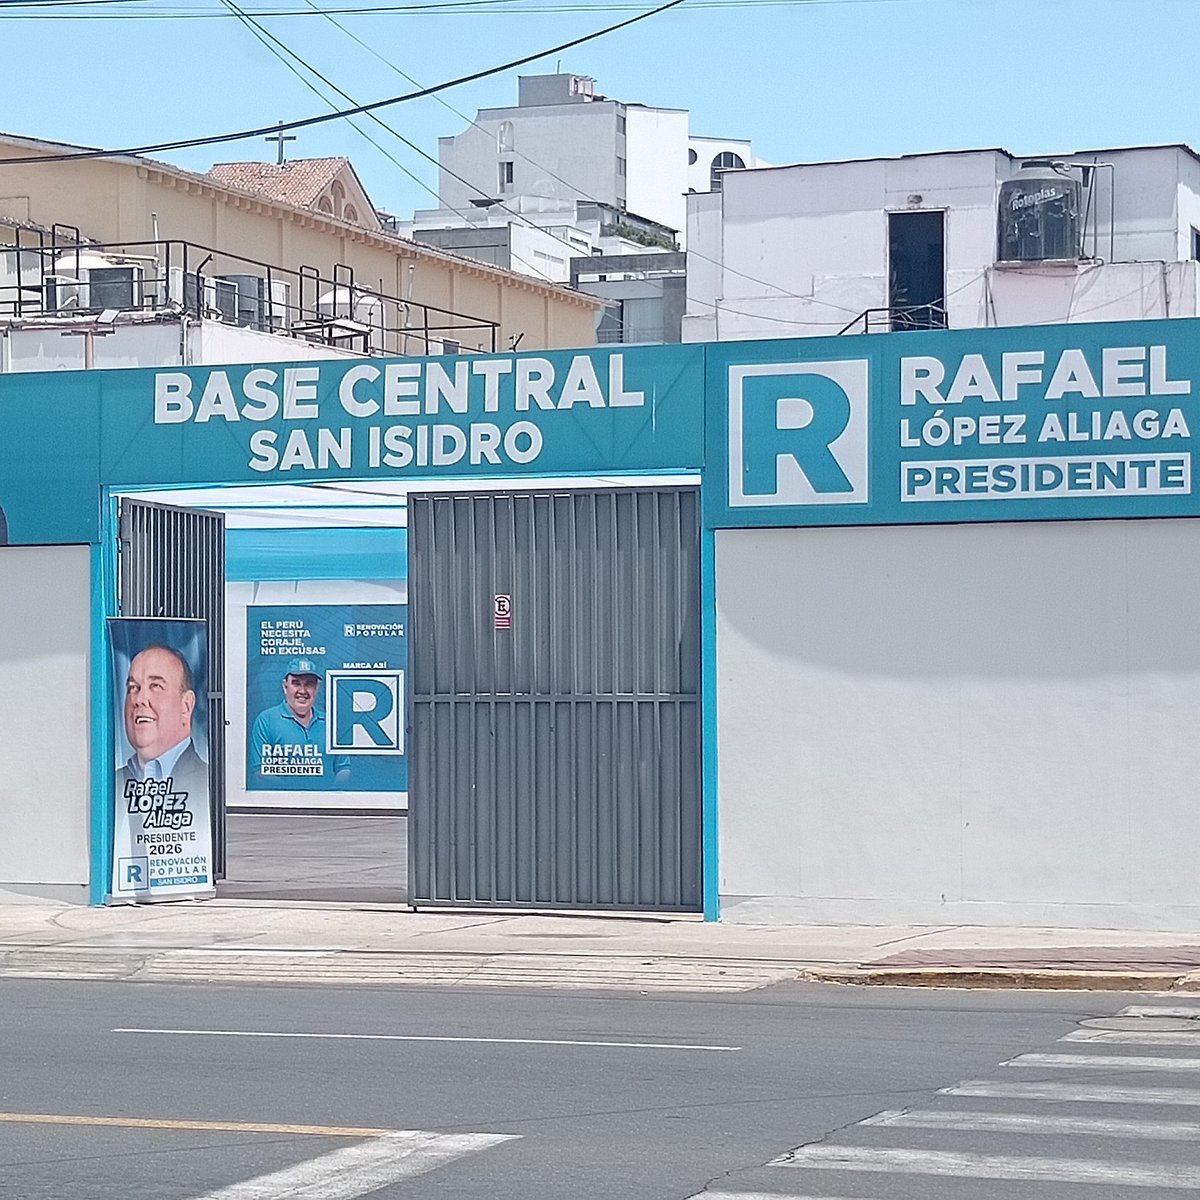 Rotoplas
BASE CENTRAL
SAN ISIDRO
R
RAFAEL
LÓPEZ ALIAGA
PRESIDENTE
EL PERÚ
NECESITA
CORAJE,
NO EXCUSAS
R RENOVACIÓN
POPULAR
MARCA ASÍ
R
R
RAFAEL
LÓPEZ ALIAGA
PRESIDENTE
E
Rafael
LOPEZ
Aliaga
PRESIDENTE
2026
R
RENOVACIÓN
POPULAR
SAN ISIDRO